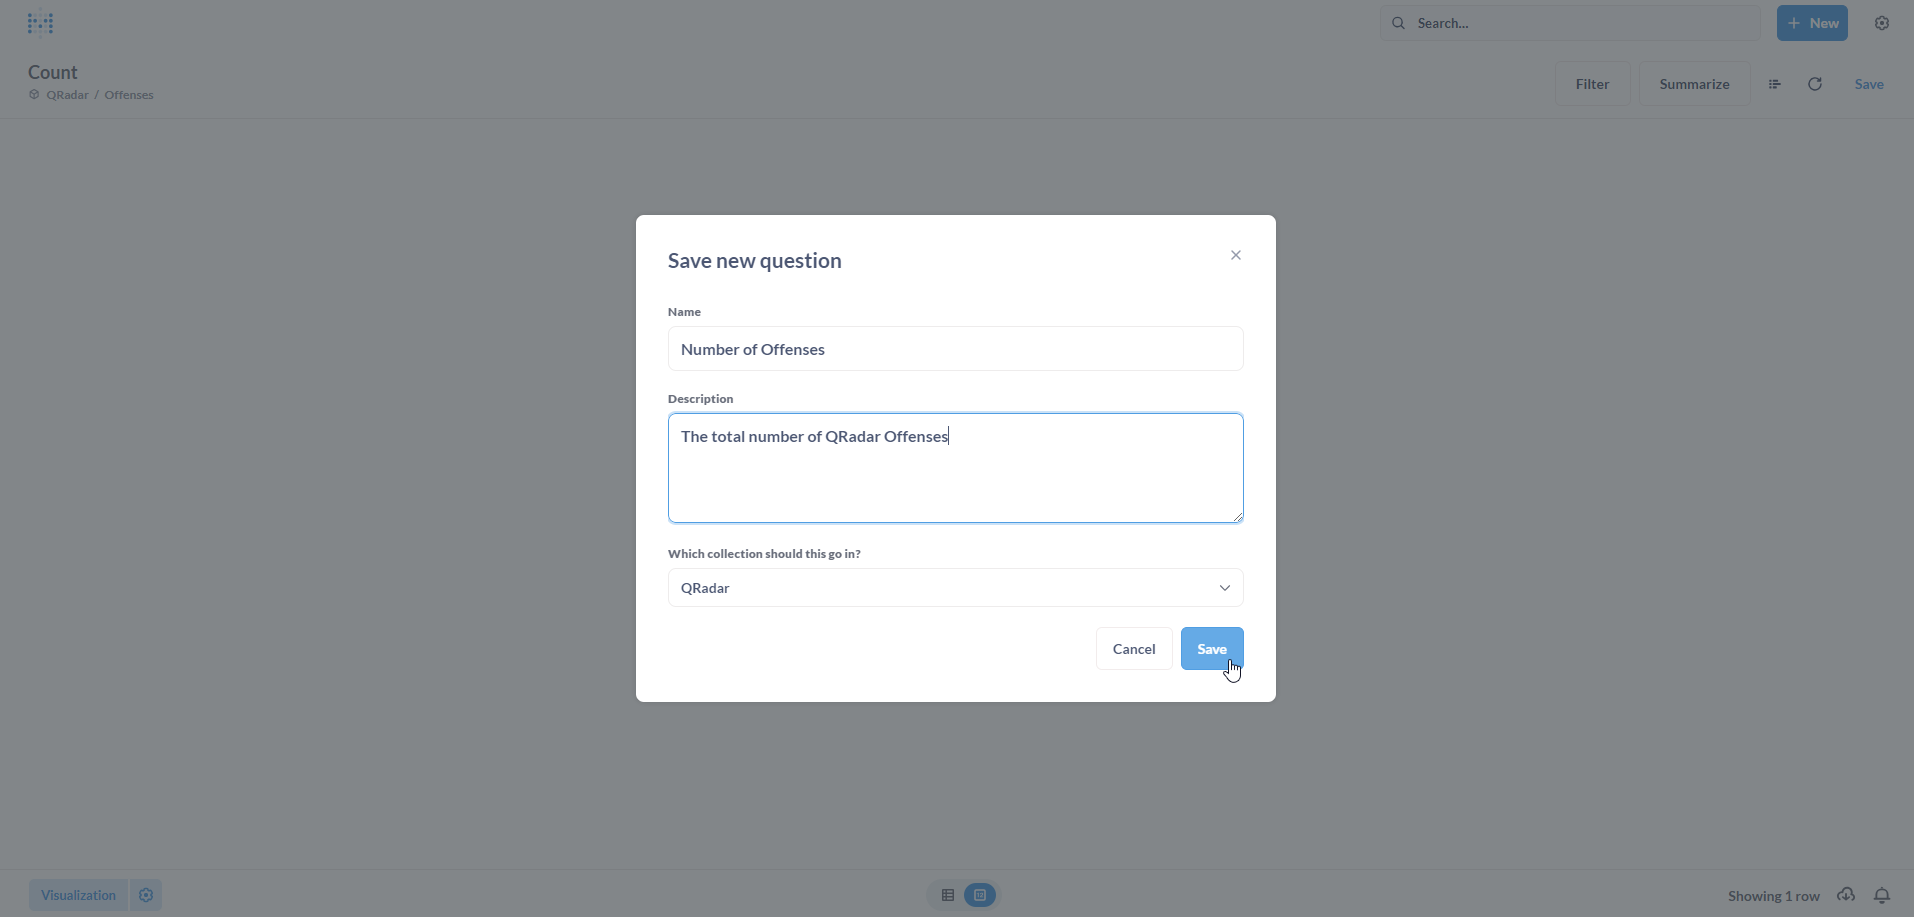 Search...
+ New
Count
QRadar / Offenses
Filter
Summarize
Save
Save new question
Name
Number of Offenses
Description
The total number of QRadar Offenses
Which collection should this go in?
QRadar
Cancel
Save
Visualization
Showing 1 row